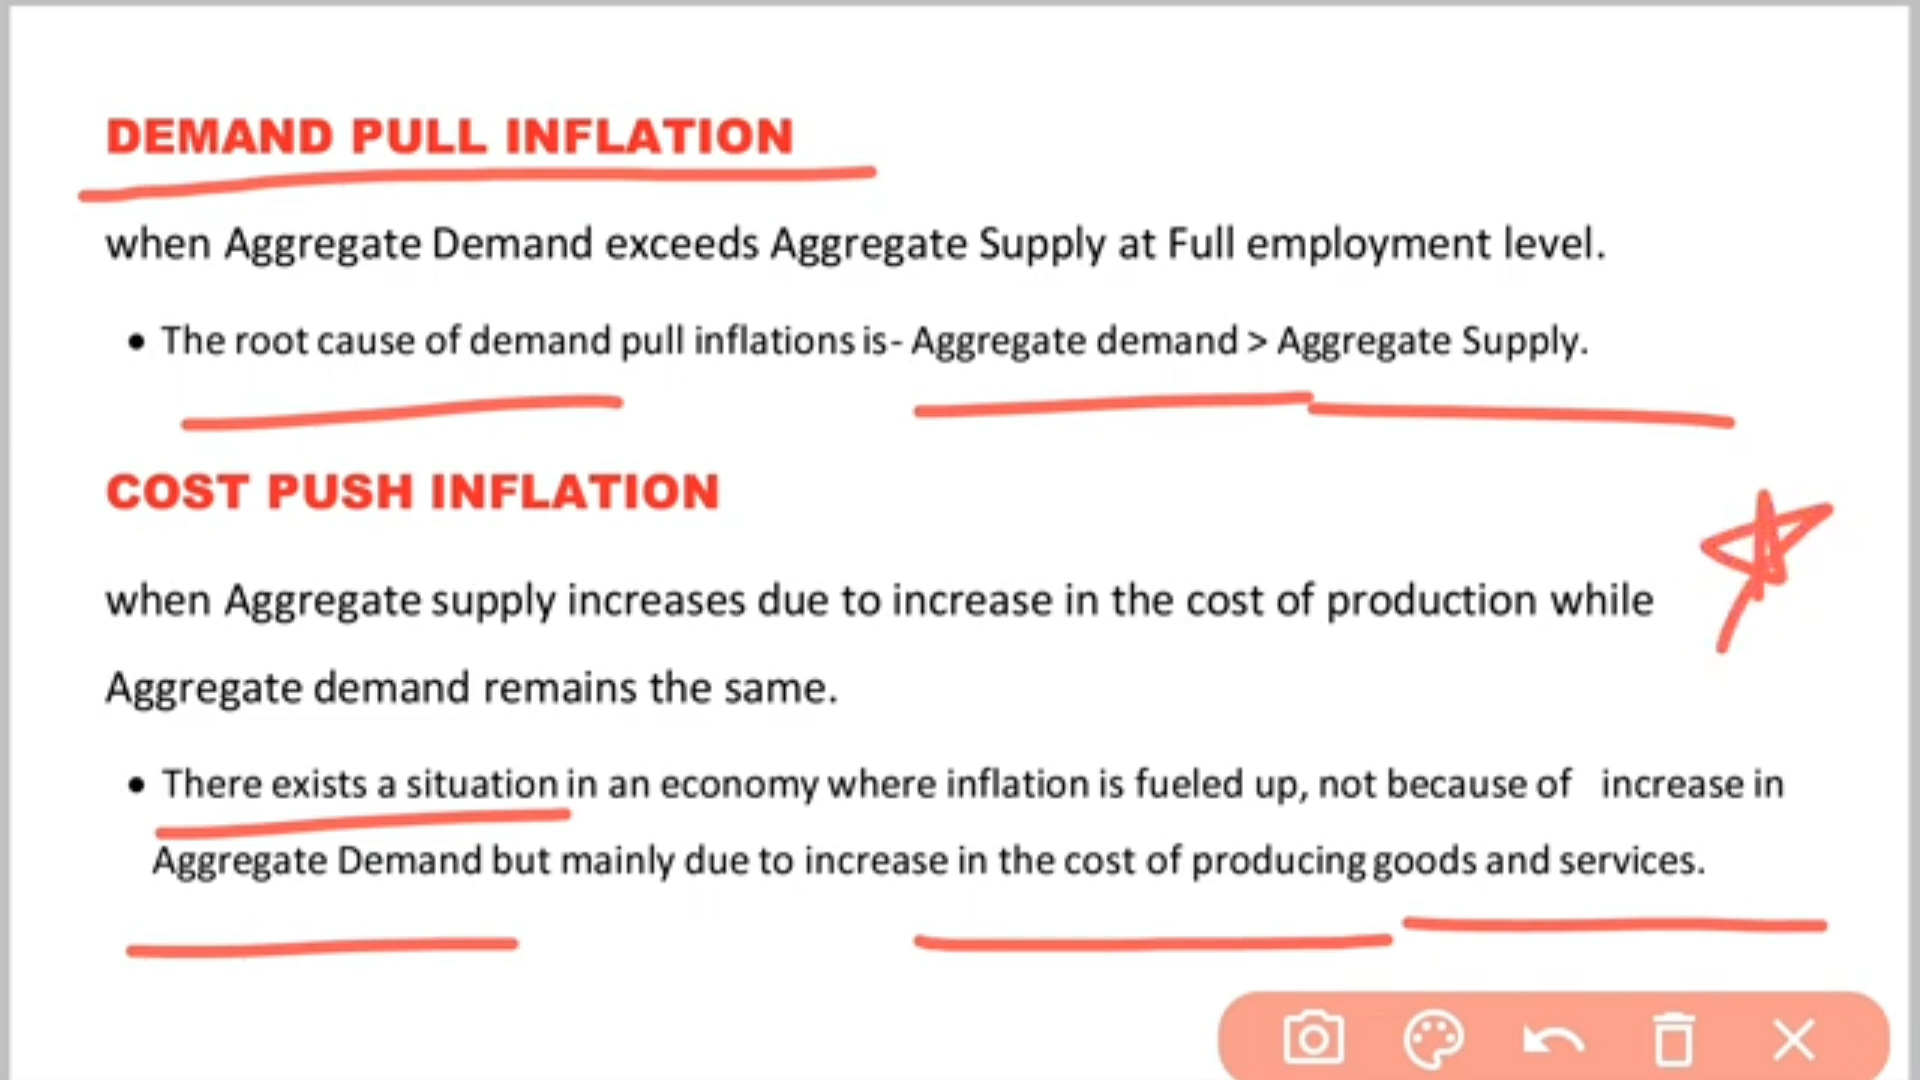 DEMAND PULL INFLATION
when Aggregate Demand exceeds Aggregate Supply at Full employment level.
• The root cause of demand pull inflations is- Aggregate demand > Aggregate Supply.
COST PUSH INFLATION
when Aggregate supply increases due to increase in the cost of production while
Aggregate demand remains the same.
• There exists a situation in an economy where inflation is fueled up, not because of increase in
Aggregate Demand but mainly due to increase in the cost of producing goods and services.